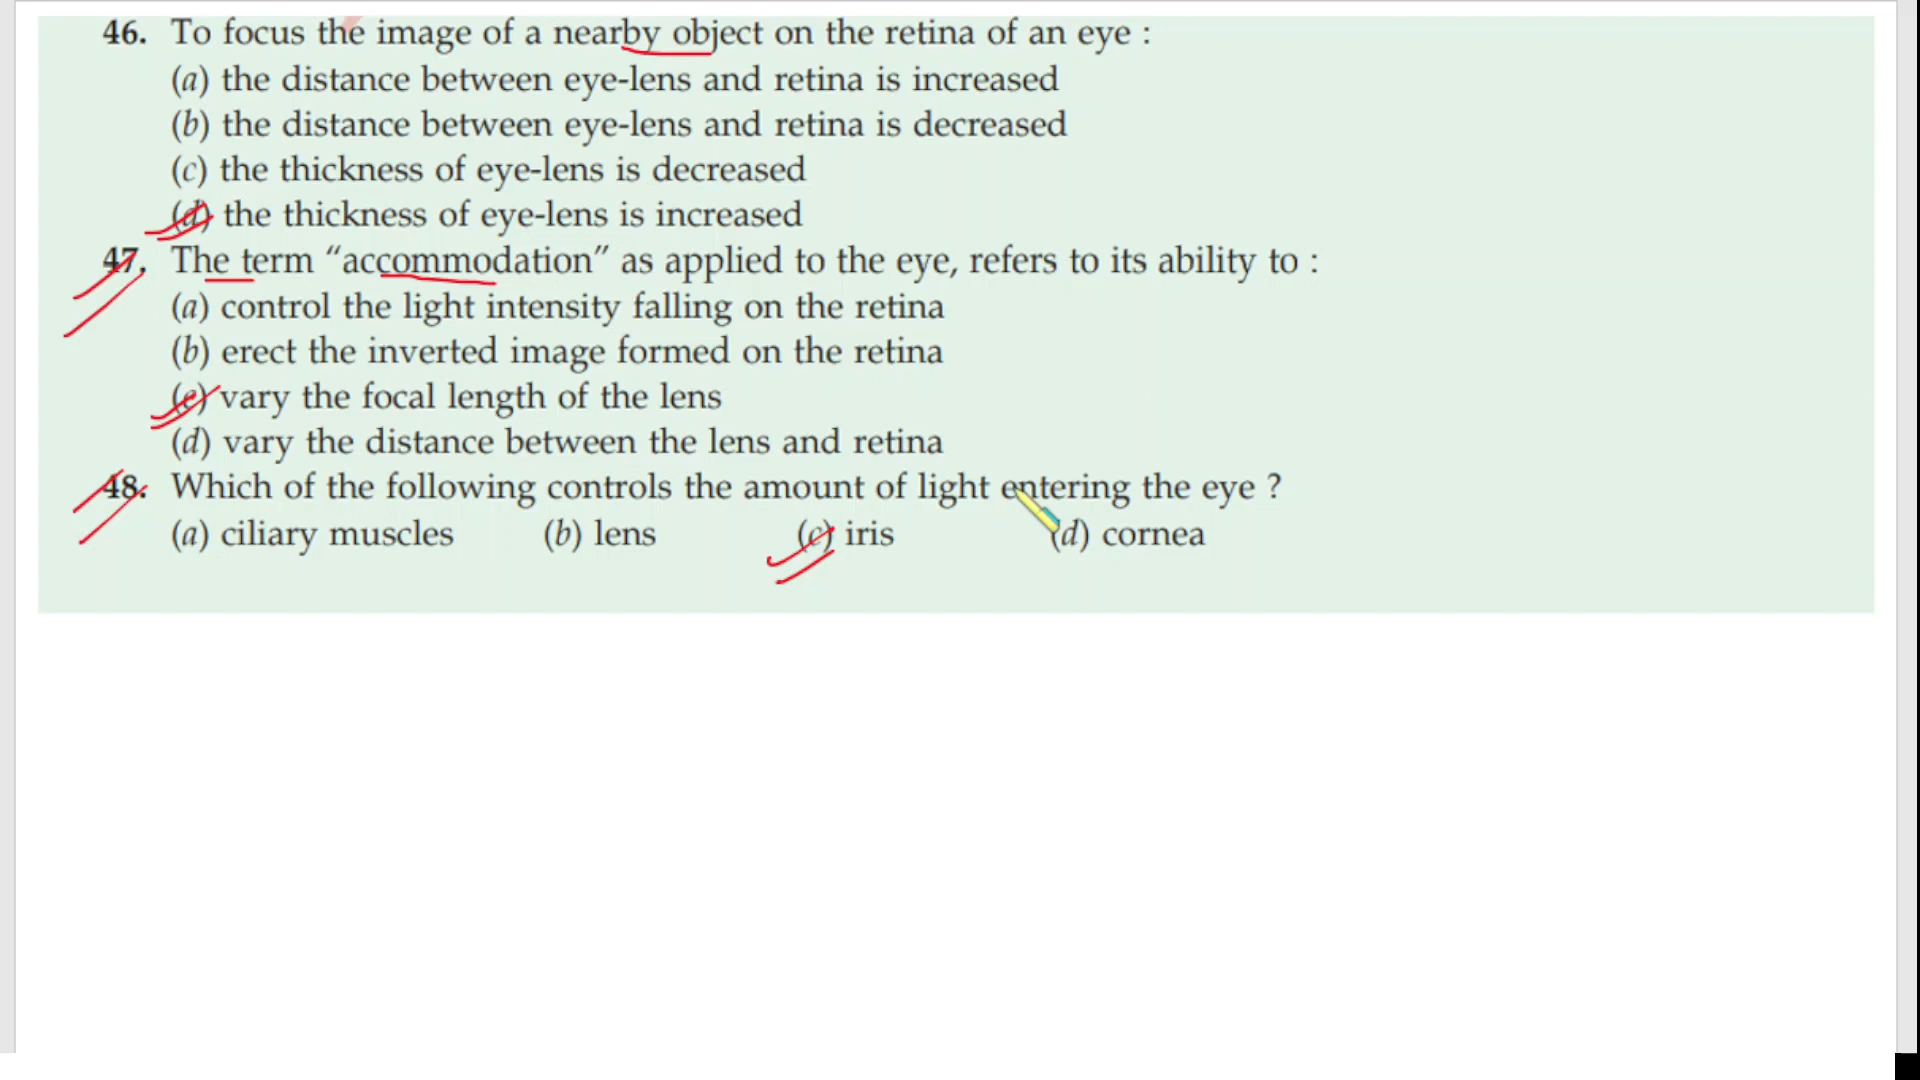 46. To focus the image of a nearby object on the retina of an eye :
(a) the distance between eye-lens and retina is increased
(b) the distance between eye-lens and retina is decreased
(c) the thickness of eye-lens is decreased
(d) the thickness of eye-lens is increased
47. The term “accommodation” as applied to the eye, refers to its ability to :
(a) control the light intensity falling on the retina
(b) erect the inverted image formed on the retina
(c) vary the focal length of the lens
(d) vary the distance between the lens and retina
48. Which of the following controls the amount of light entering the eye ?
(a) ciliary muscles (b) lens (c) iris (d) cornea